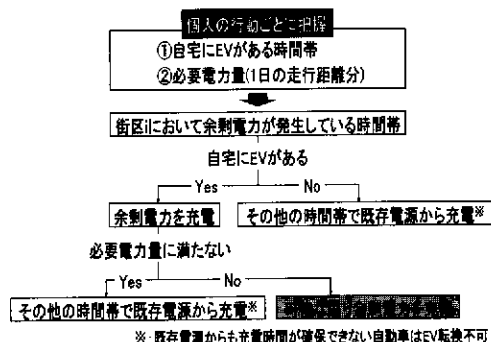 個人の行動ごとに把握
①自宅にEVがある時間帯
②必要電力量(1日の走行距離分)
街区iにおいて余剰電力が発生している時間帯
自宅にEVがある
Yes No
余剰電力を充電 その他の時間帯で既存電源から充電※
必要電力量に満たない
Yes No
その他の時間帯で既存電源から充電※
※:既存電源からも充電時間が確保できない自動車はEV転換不可